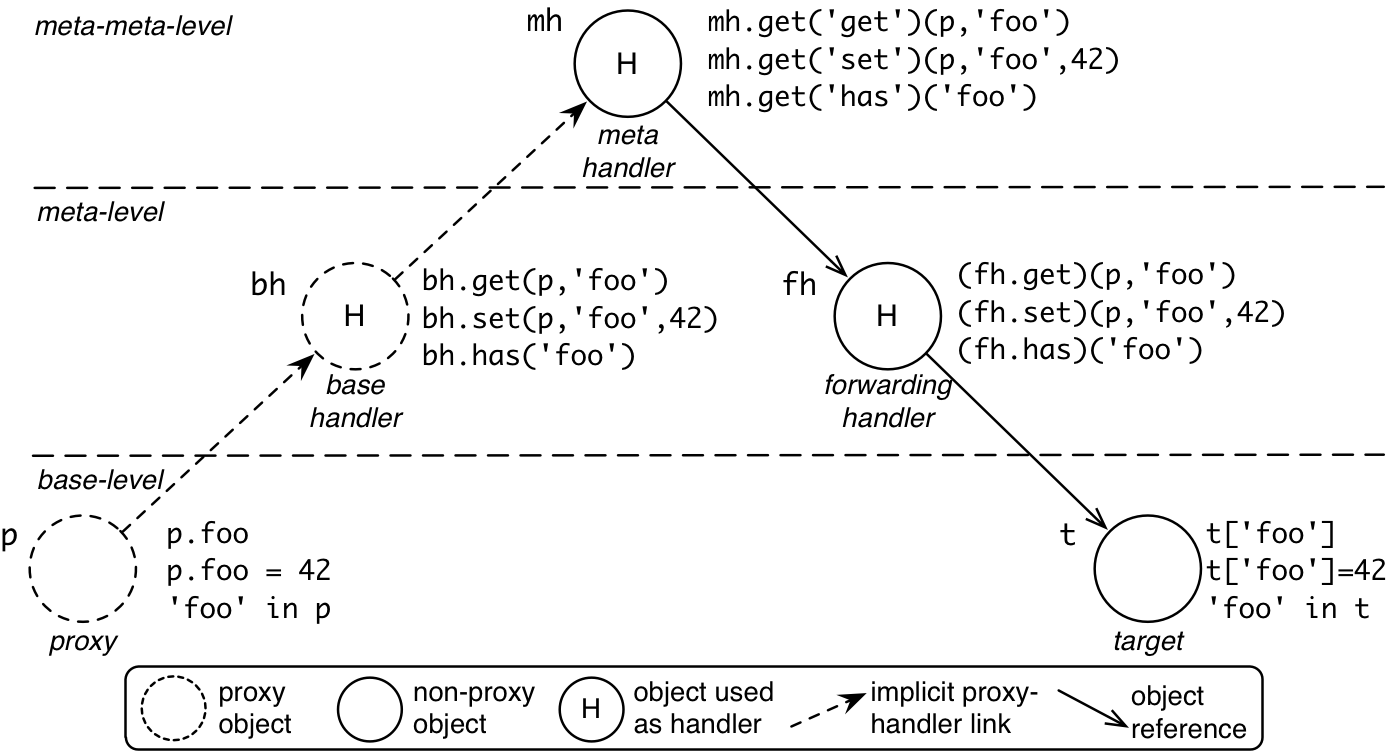 meta-meta-level
mh
H
meta
handler
mh.get('get')(p,'foo')
mh.get('set')(p,'foo',42)
mh.get('has')('foo')
meta-level
bh
H
base
handler
bh.get(p,'foo')
bh.set(p,'foo',42)
bh.has('foo')
fh
H
forwarding
handler
(fh.get)(p,'foo')
(fh.set)(p,'foo',42)
(fh.has)('foo')
base-level
p
proxy
p.foo
p.foo = 42
'foo' in p
t
target
t['foo']
t['foo']=42
'foo' in t
proxy
object
non-proxy
object
H
object used
as handler
implicit proxy-
handler link
object
reference